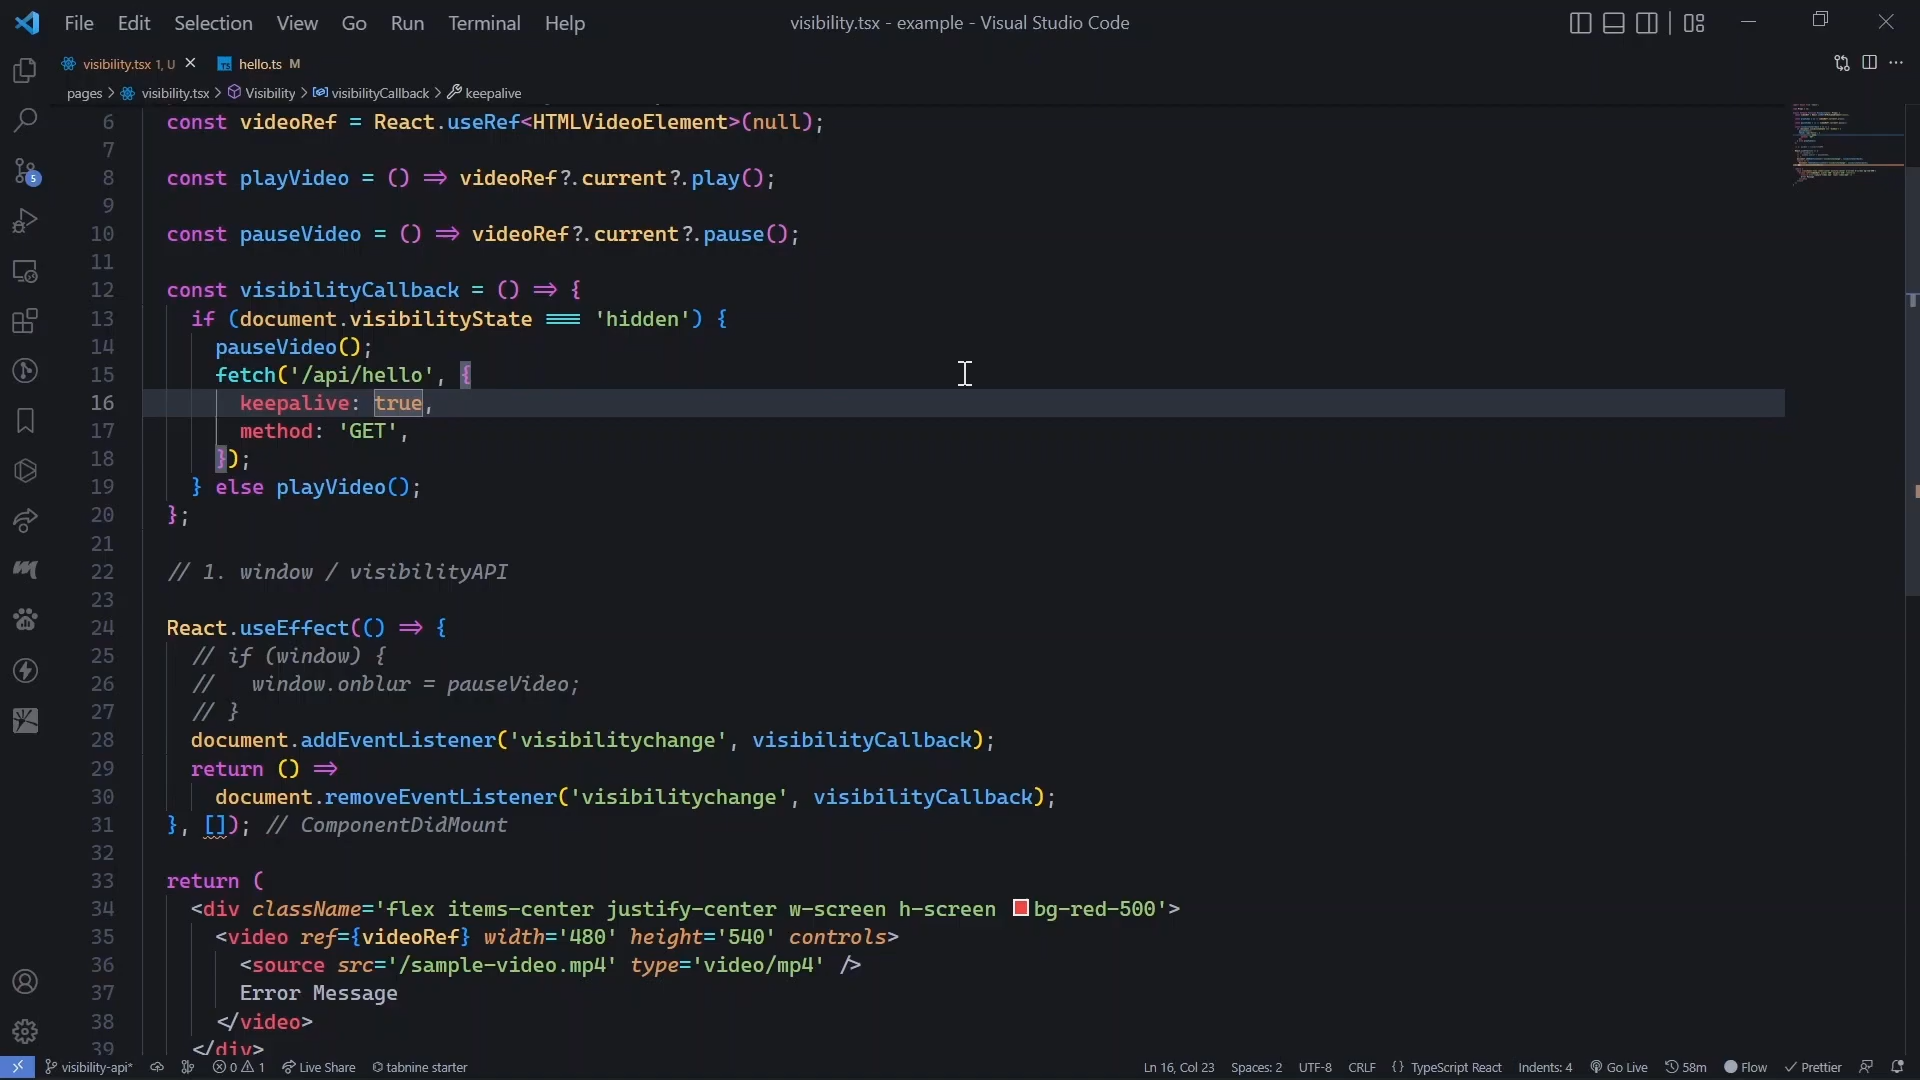 File Edit Selection View Go Run Terminal Help
visibility.tsx - example - Visual Studio Code
visibility.tsx 1, U
hello.ts M
pages > visibility.tsx > Visibility > visibilityCallback > keepalive
6 const videoRef = React.useRef<HTMLVideoElement>(null);
7
8 const playVideo = () => videoRef?.current?.play();
9
10 const pauseVideo = () => videoRef?.current?.pause();
11
12 const visibilityCallback = () => {
13 if (document.visibilityState === 'hidden') {
14 pauseVideo();
15 fetch('/api/hello', {
16 keepalive: true,
17 method: 'GET',
18 });
19 } else playVideo();
20 };
21
22 // 1. window / visibilityAPI
23
24 React.useEffect(() => {
25 // if (window) {
26 // window.onblur = pauseVideo;
27 // }
28 document.addEventListener('visibilitychange', visibilityCallback);
29 return () =>
30 document.removeEventListener('visibilitychange', visibilityCallback);
31 }, []); // ComponentDidMount
32
33 return (
34 <div className='flex items-center justify-center w-screen h-screen bg-red-500'>
35 <video ref={videoRef} width='480' height='540' controls>
36 <source src='/sample-video.mp4' type='video/mp4' />
37 Error Message
38 </video>
39 </div>
5
visibility-api* 0 1 Live Share tabnine starter Ln 16, Col 23 Spaces: 2 UTF-8 CRLF {} TypeScript React Indents: 4 Go Live 58m Flow Prettier